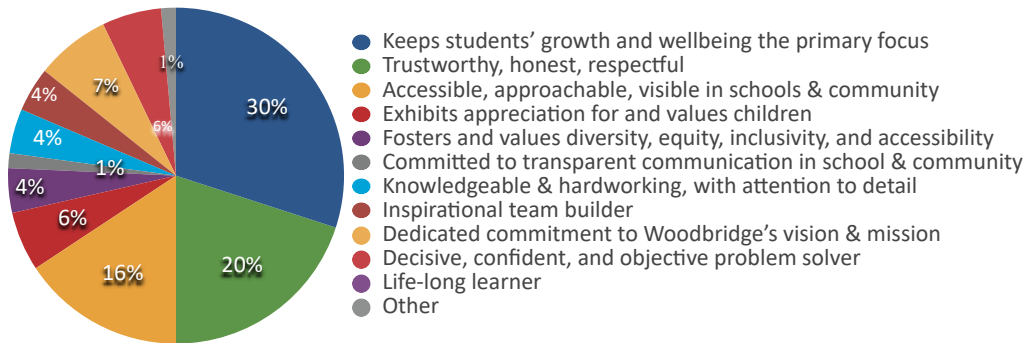 1%
7%
4%
6%
30%
4%
1%
4%
6%
16%
20%
Keeps students’ growth and wellbeing the primary focus
Trustworthy, honest, respectful
Accessible, approachable, visible in schools & community
Exhibits appreciation for and values children
Fosters and values diversity, equity, inclusivity, and accessibility
Committed to transparent communication in school & community
Knowledgeable & hardworking, with attention to detail
Inspirational team builder
Dedicated commitment to Woodbridge’s vision & mission
Decisive, confident, and objective problem solver
Life-long learner
Other